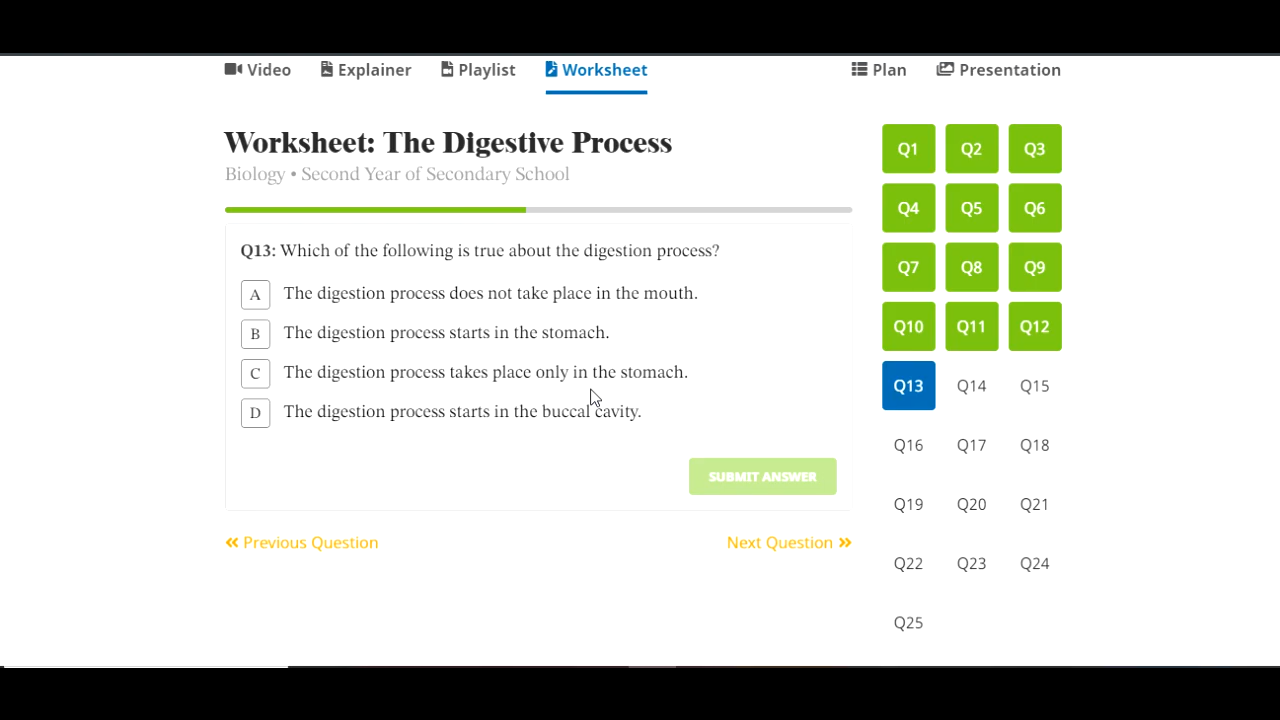 Video Explainer Playlist Worksheet Plan Presentation
Worksheet: The Digestive Process
Biology • Second Year of Secondary School
Q13: Which of the following is true about the digestion process?
A The digestion process does not take place in the mouth.
B The digestion process starts in the stomach.
C The digestion process takes place only in the stomach.
D The digestion process starts in the buccal cavity.
SUBMIT ANSWER
Previous Question Next Question
Q1 Q2 Q3
Q4 Q5 Q6
Q7 Q8 Q9
Q10 Q11 Q12
Q13 Q14 Q15
Q16 Q17 Q18
Q19 Q20 Q21
Q22 Q23 Q24
Q25